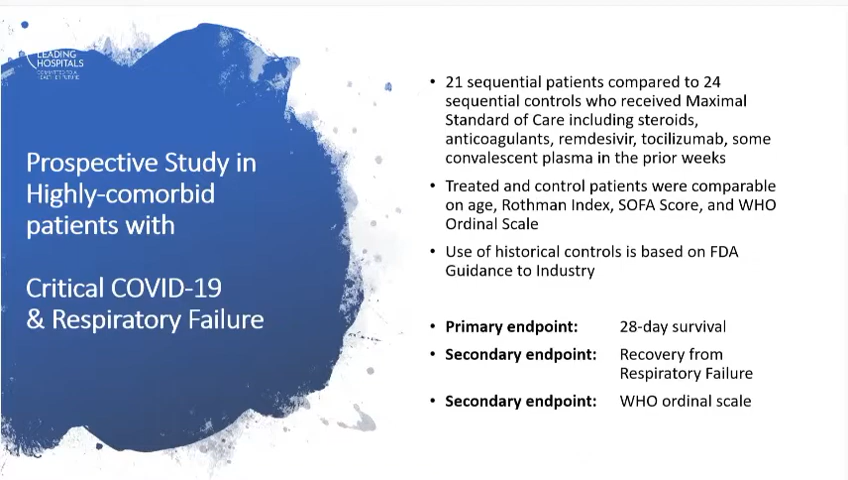 LEADING
HOSPITALS
Prospective Study in
Highly-comorbid
patients with
Critical COVID-19
& Respiratory Failure
• 21 sequential patients compared to 24
sequential controls who received Maximal
Standard of Care including steroids,
anticoagulants, remdesivir, tocilizumab, some
convalescent plasma in the prior weeks
• Treated and control patients were comparable
on age, Rothman Index, SOFA Score, and WHO
Ordinal Scale
• Use of historical controls is based on FDA
Guidance to Industry
• Primary endpoint: 28-day survival
• Secondary endpoint: Recovery from
Respiratory Failure
• Secondary endpoint: WHO ordinal scale